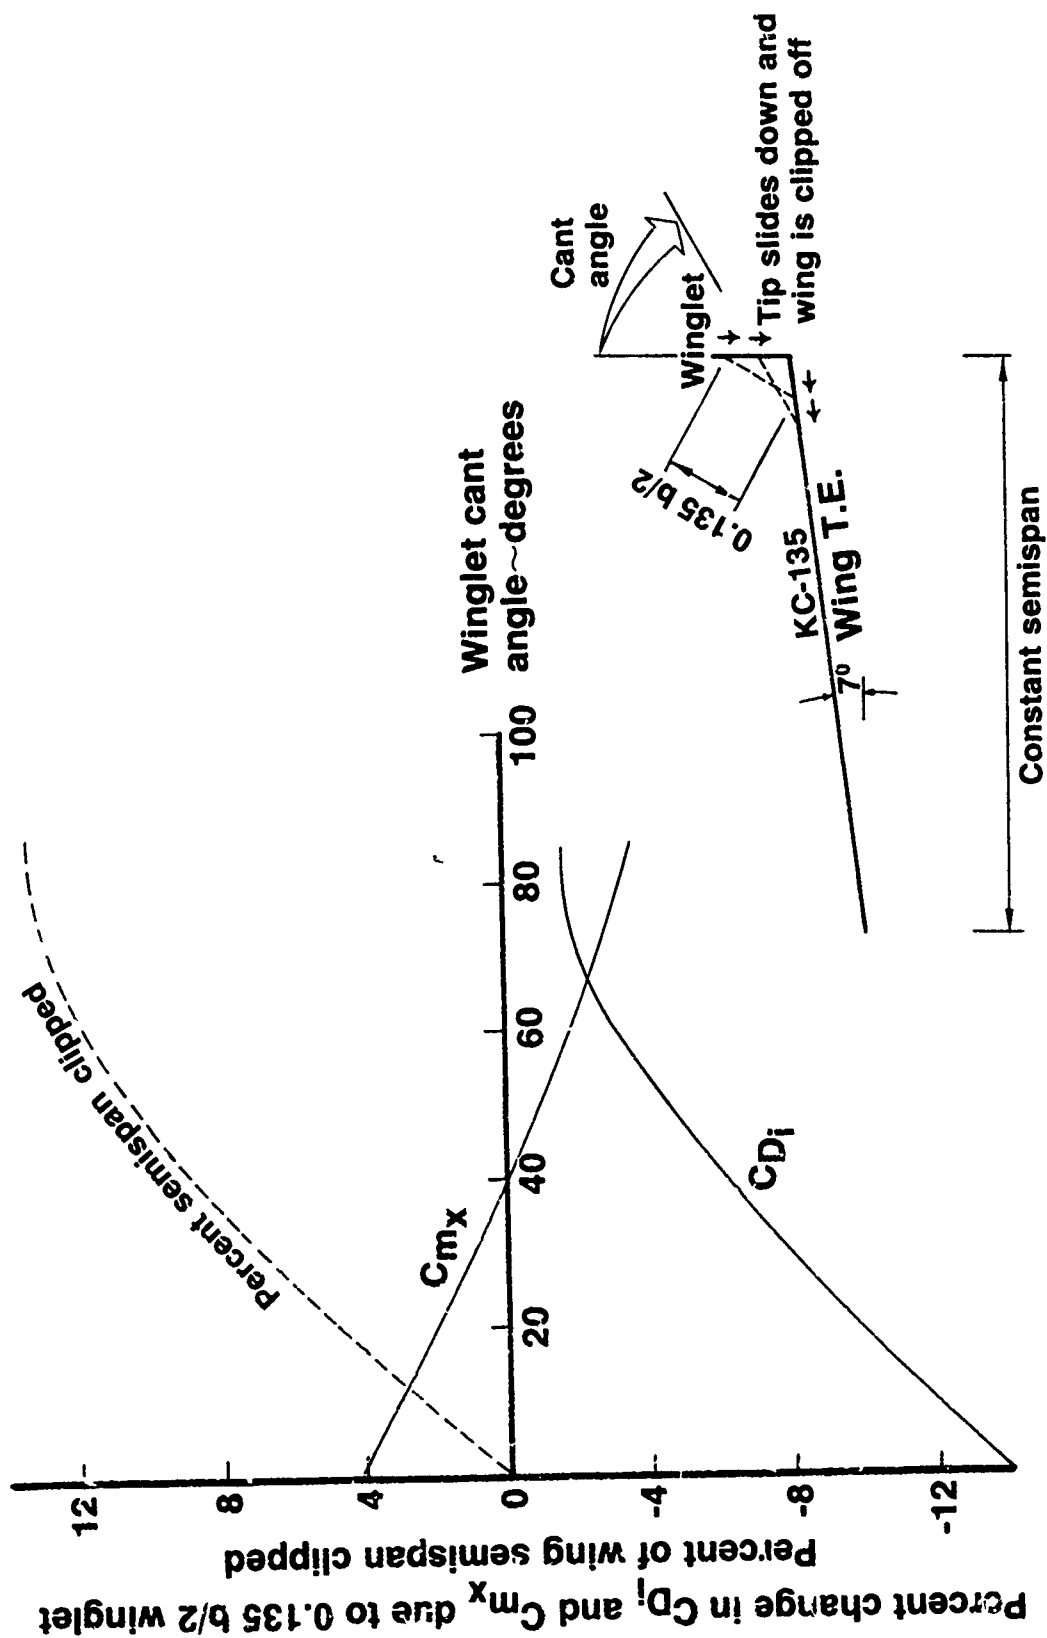 Percent change in CDi and Cmx due to 0.135 b/2 winglet
Percent of wing semispan clipped
12
8
4
0
-4
-8
-12
20
40
60
80
100
Winglet cant
angle~degrees
Percent semispan clipped
Cmx
CDi
Cant
angle
Winglet
Tip slides down and
wing is clipped off
0.135 b/2
KC-135
Wing T.E.
7⁰
Constant semispan